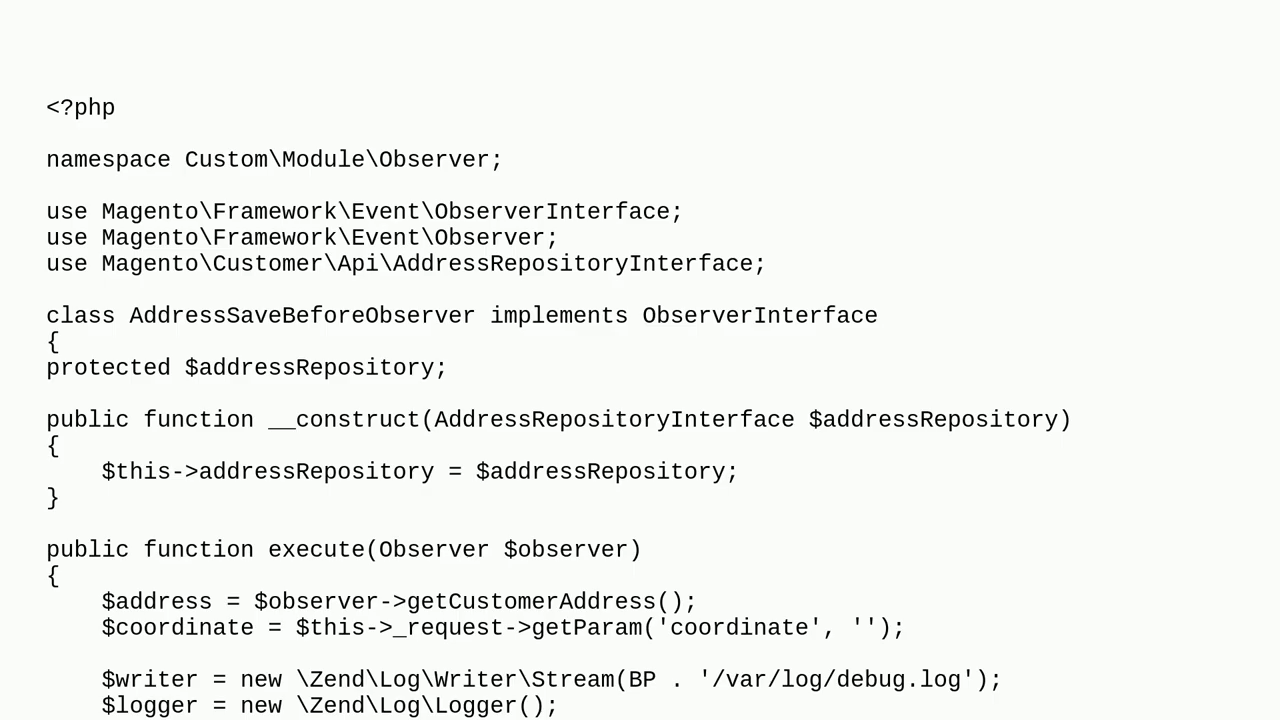 <?php
namespace Custom\Module\Observer;
use Magento\Framework\Event\ObserverInterface;
use Magento\Framework\Event\Observer;
use Magento\Customer\Api\AddressRepositoryInterface;
class AddressSaveBeforeObserver implements ObserverInterface
{
protected $addressRepository;
public function __construct(AddressRepositoryInterface $addressRepository)
{
    $this->addressRepository = $addressRepository;
}
public function execute(Observer $observer)
{
    $address = $observer->getCustomerAddress();
    $coordinate = $this->_request->getParam('coordinate', '');
    $writer = new \Zend\Log\Writer\Stream(BP . '/var/log/debug.log');
    $logger = new \Zend\Log\Logger();